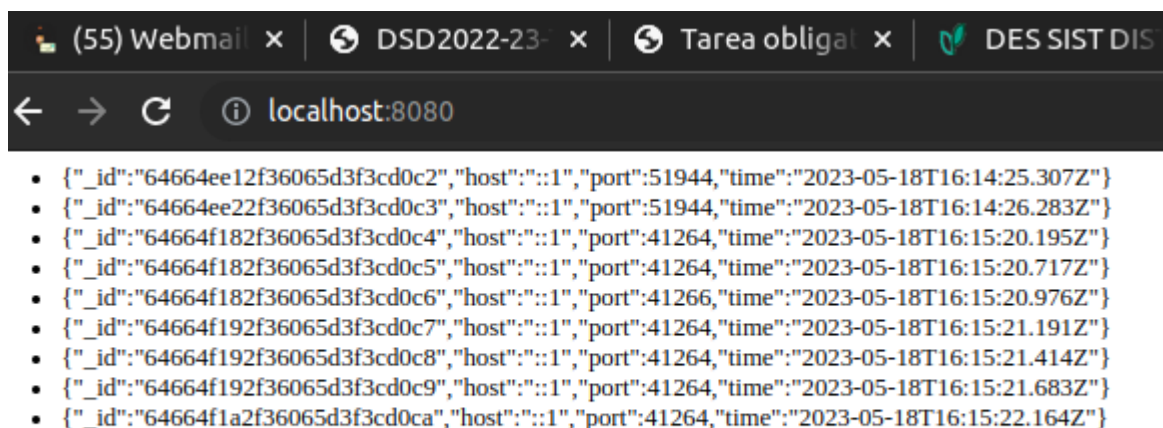 (55) Webmail DSD2022-23- Tarea obligat DES SIST DIS
localhost:8080
{"_id":"64664ee12f36065d3f3cd0c2","host":"::1","port":51944,"time":"2023-05-18T16:14:25.307Z"}
{"_id":"64664ee22f36065d3f3cd0c3","host":"::1","port":51944,"time":"2023-05-18T16:14:26.283Z"}
{"_id":"64664f182f36065d3f3cd0c4","host":"::1","port":41264,"time":"2023-05-18T16:15:20.195Z"}
{"_id":"64664f182f36065d3f3cd0c5","host":"::1","port":41264,"time":"2023-05-18T16:15:20.717Z"}
{"_id":"64664f182f36065d3f3cd0c6","host":"::1","port":41266,"time":"2023-05-18T16:15:20.976Z"}
{"_id":"64664f192f36065d3f3cd0c7","host":"::1","port":41264,"time":"2023-05-18T16:15:21.191Z"}
{"_id":"64664f192f36065d3f3cd0c8","host":"::1","port":41264,"time":"2023-05-18T16:15:21.414Z"}
{"_id":"64664f192f36065d3f3cd0c9","host":"::1","port":41264,"time":"2023-05-18T16:15:21.683Z"}
{"_id":"64664f1a2f36065d3f3cd0ca","host":"::1","port":41264,"time":"2023-05-18T16:15:22.164Z"}